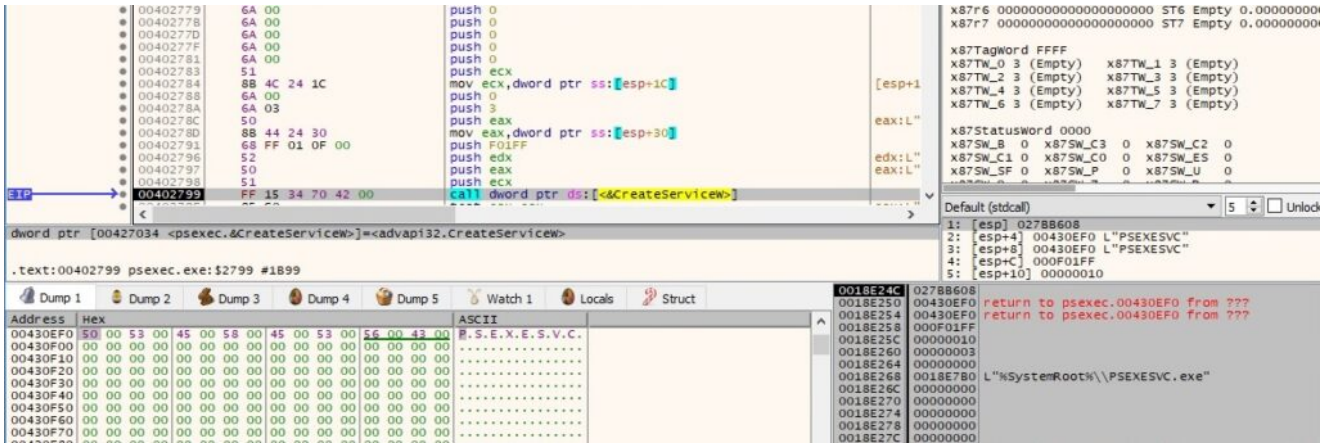 00402779 6A 00 push 0
0040277B 6A 00 push 0
0040277D 6A 00 push 0
0040277F 6A 00 push 0
00402781 6A 00 push 0
00402783 51 push ecx
00402784 8B 4C 24 1C mov ecx,dword ptr ss:[esp+1C] [esp+1
00402788 6A 00 push 0
0040278A 6A 03 push 3
0040278C 50 push eax eax:L"
0040278D 8B 44 24 30 mov eax,dword ptr ss:[esp+30]
00402791 68 FF 01 0F 00 push F01FF
00402796 52 push edx edx:L"
00402797 50 push eax eax:L"
00402798 51 push ecx
EIP 00402799 FF 15 34 70 42 00 call dword ptr ds:[<&CreateServiceW>]
dword ptr [00427034 <psexec.&CreateServiceW>]=<advapi32.CreateServiceW>
.text:00402799 psexec.exe:$2799 #1B99
x87r6 00000000000000000000 ST6 Empty
x87r7 00000000000000000000 ST7 Empty
x87TagWord FFFF
x87TW_0 3 (Empty) x87TW_1 3 (Empty)
x87TW_2 3 (Empty) x87TW_3 3 (Empty)
x87TW_4 3 (Empty) x87TW_5 3 (Empty)
x87TW_6 3 (Empty) x87TW_7 3 (Empty)
x87StatusWord 0000
x87SW_B 0 x87SW_C3 0 x87SW_C2 0
x87SW_C1 0 x87SW_C0 0 x87SW_ES 0
x87SW_SF 0 x87SW_P 0 x87SW_U 0
Default (stdcall) 5 Unlock
1: [esp] 027BB608
2: [esp+4] 00430EF0 L"PSEXESVC"
3: [esp+8] 00430EF0 L"PSEXESVC"
4: [esp+C] 000F01FF
5: [esp+10] 00000010
Dump 1 Dump 2 Dump 3 Dump 4 Dump 5 Watch 1 Locals Struct
Address Hex ASCII
00430EF0 50 00 53 00 45 00 58 00 45 00 53 00 56 00 43 00 P.S.E.X.E.S.V.C.
00430F00 00 00 00 00 00 00 00 00 00 00 00 00 00 00 00 00 ................
00430F10 00 00 00 00 00 00 00 00 00 00 00 00 00 00 00 00 ................
00430F20 00 00 00 00 00 00 00 00 00 00 00 00 00 00 00 00 ................
00430F30 00 00 00 00 00 00 00 00 00 00 00 00 00 00 00 00 ................
00430F40 00 00 00 00 00 00 00 00 00 00 00 00 00 00 00 00 ................
00430F50 00 00 00 00 00 00 00 00 00 00 00 00 00 00 00 00 ................
00430F60 00 00 00 00 00 00 00 00 00 00 00 00 00 00 00 00 ................
00430F70 00 00 00 00 00 00 00 00 00 00 00 00 00 00 00 00 ................
0018E24C 027BB608
0018E250 00430EF0 return to psexec.00430EF0 from ???
0018E254 00430EF0 return to psexec.00430EF0 from ???
0018E258 000F01FF
0018E25C 00000010
0018E260 00000003
0018E264 00000000
0018E268 0018E7B0 L"%SystemRoot%\\PSEXESVC.exe"
0018E26C 00000000
0018E270 00000000
0018E274 00000000
0018E278 00000000
0018E27C 00000000